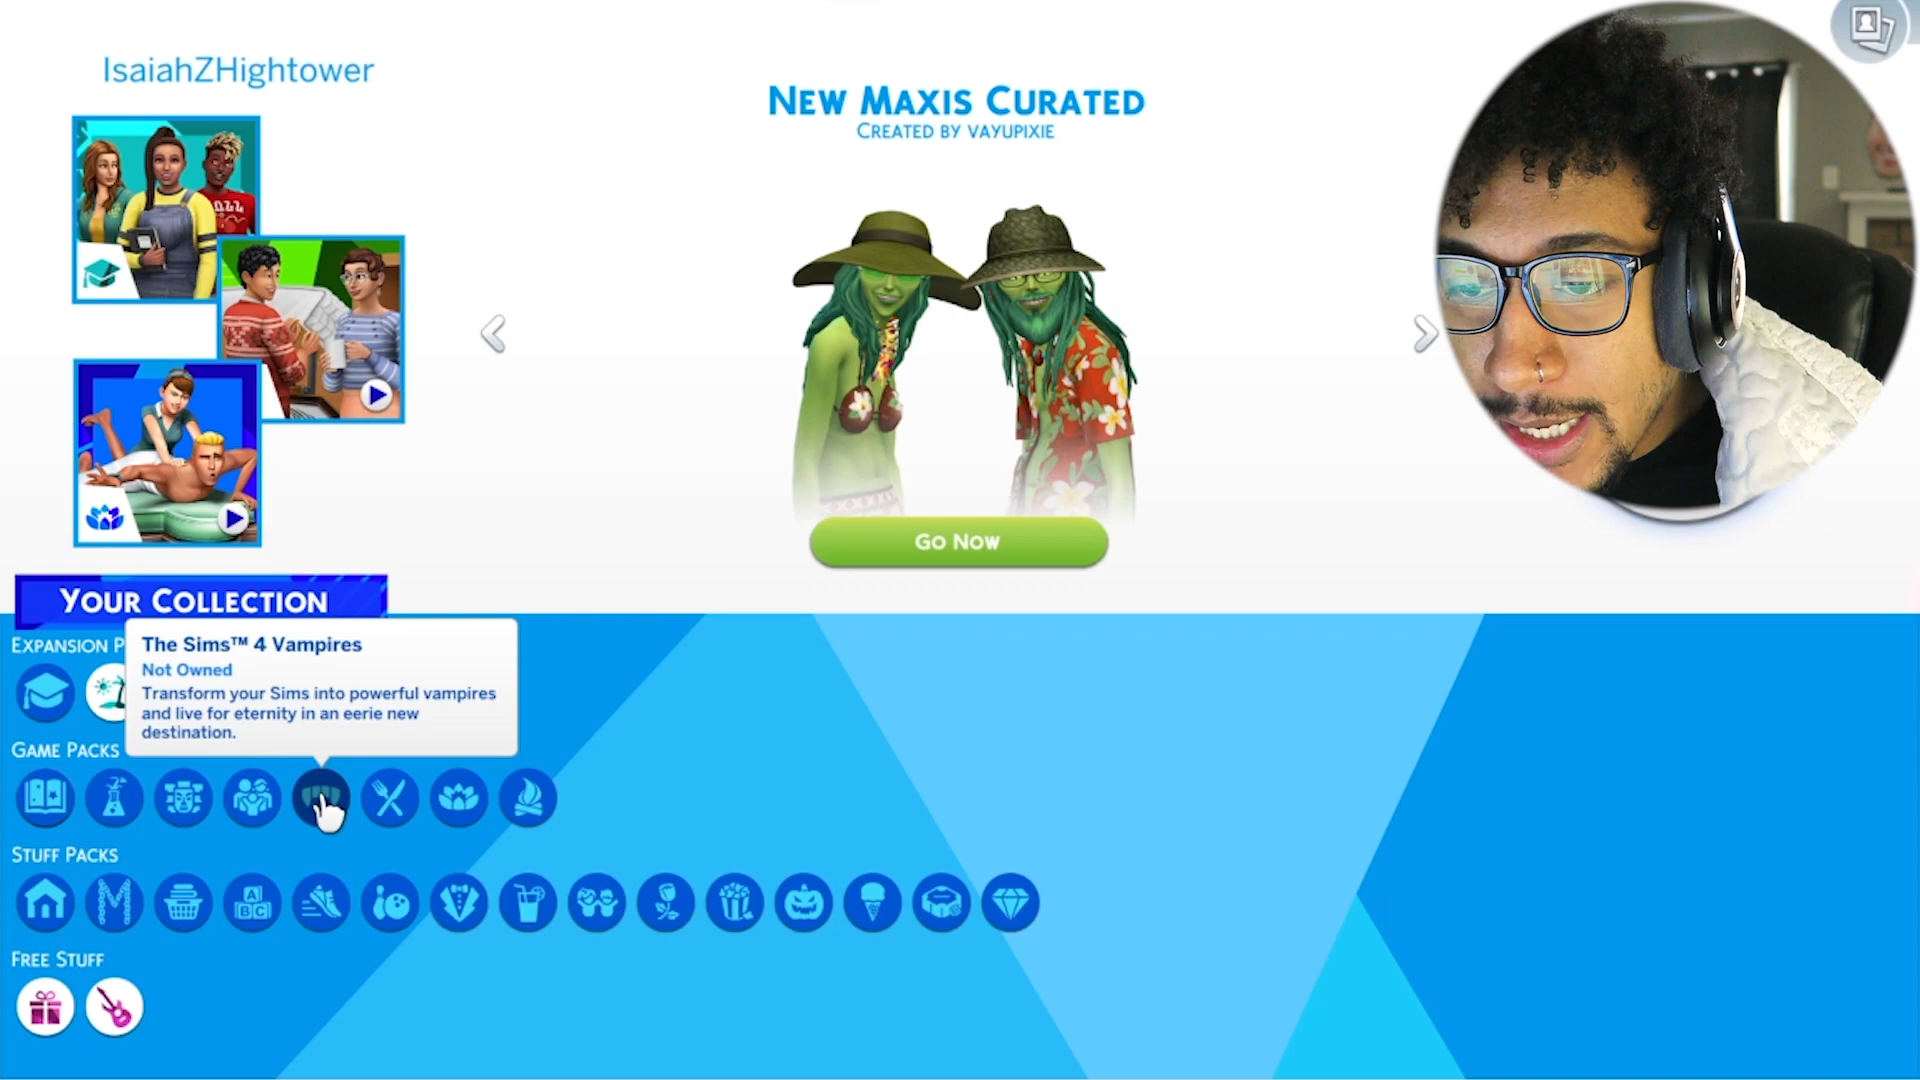 IsaiahZHightower
New Maxis Curated
Created by vayupixie
Go Now
Your Collection
Expansion P
The Sims™ 4 Vampires
Not Owned
Transform your Sims into powerful vampires
and live for eternity in an eerie new
destination.
Game Packs
Stuff Packs
A
B C
Free Stuff